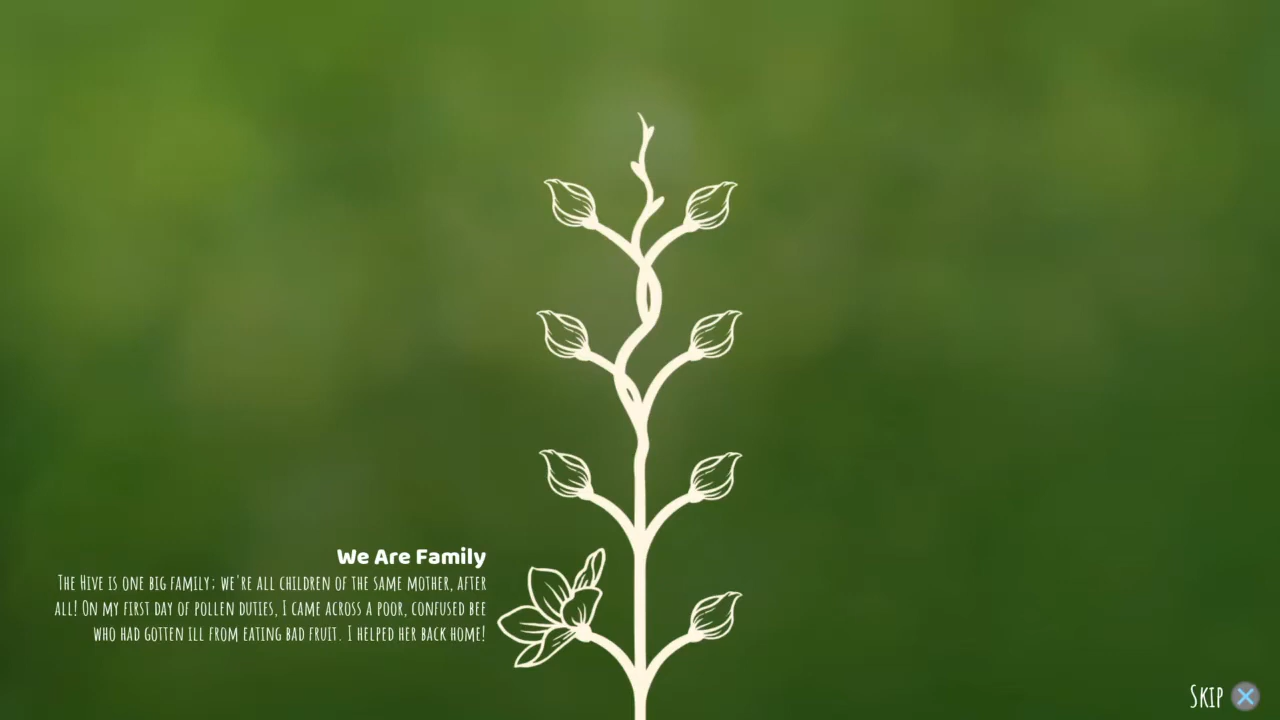 We Are Family
The Hive is one big family; we're all children of the same mother, after
all! On my first day of pollen duties, I came across a poor, confused bee
who had gotten ill from eating bad fruit. I helped her back home!
Skip